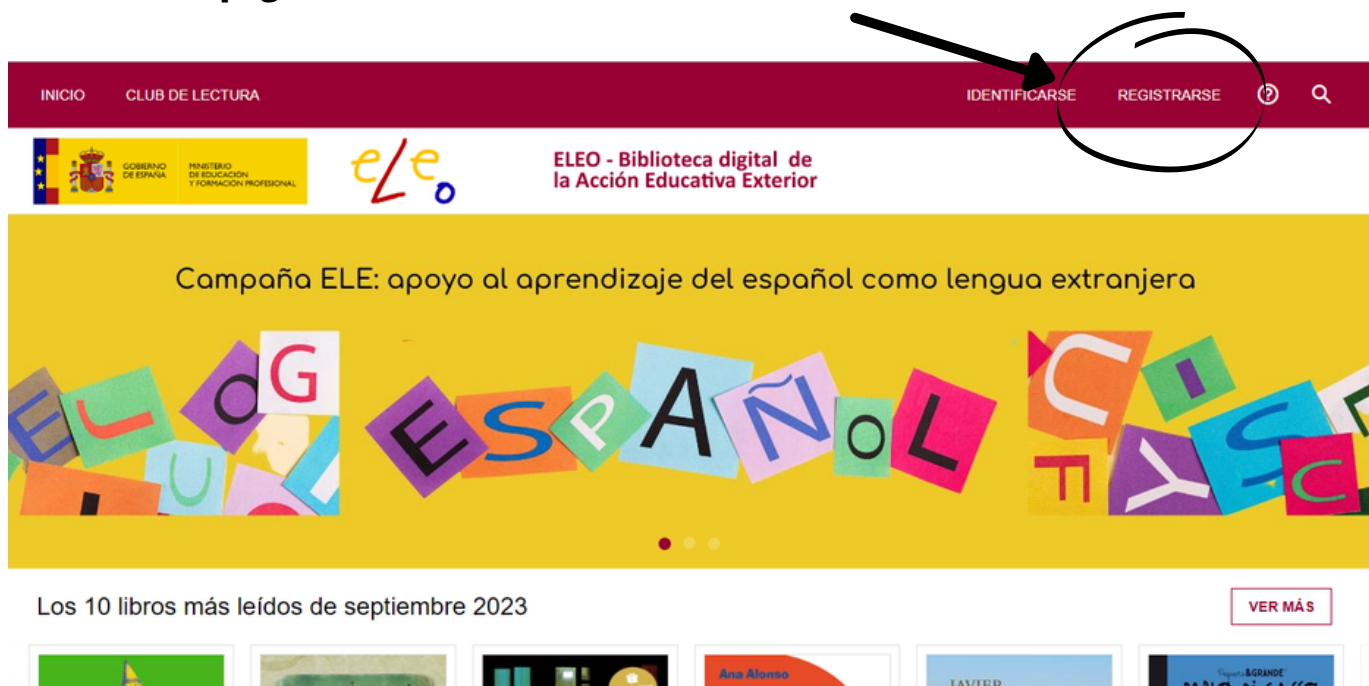 INICIO CLUB DE LECTURA IDENTIFICARSE REGISTRARSE
GOBIERNO DE ESPAÑA
MINISTERIO
DE EDUCACIÓN
Y FORMACIÓN PROFESIONAL
eLeo
ELEO - Biblioteca digital de
la Acción Educativa Exterior
Campaña ELE: apoyo al aprendizaje del español como lengua extranjera
ESPAÑoL
Los 10 libros más leídos de septiembre 2023
VER MÁS
Ana Alonso
JAVIER